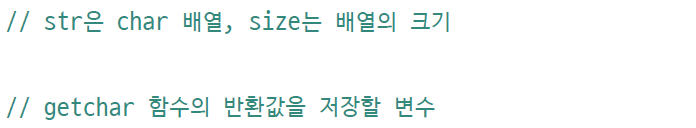 // str은 char 배열, size는 배열의 크기
// getchar 함수의 반환값을 저장할 변수